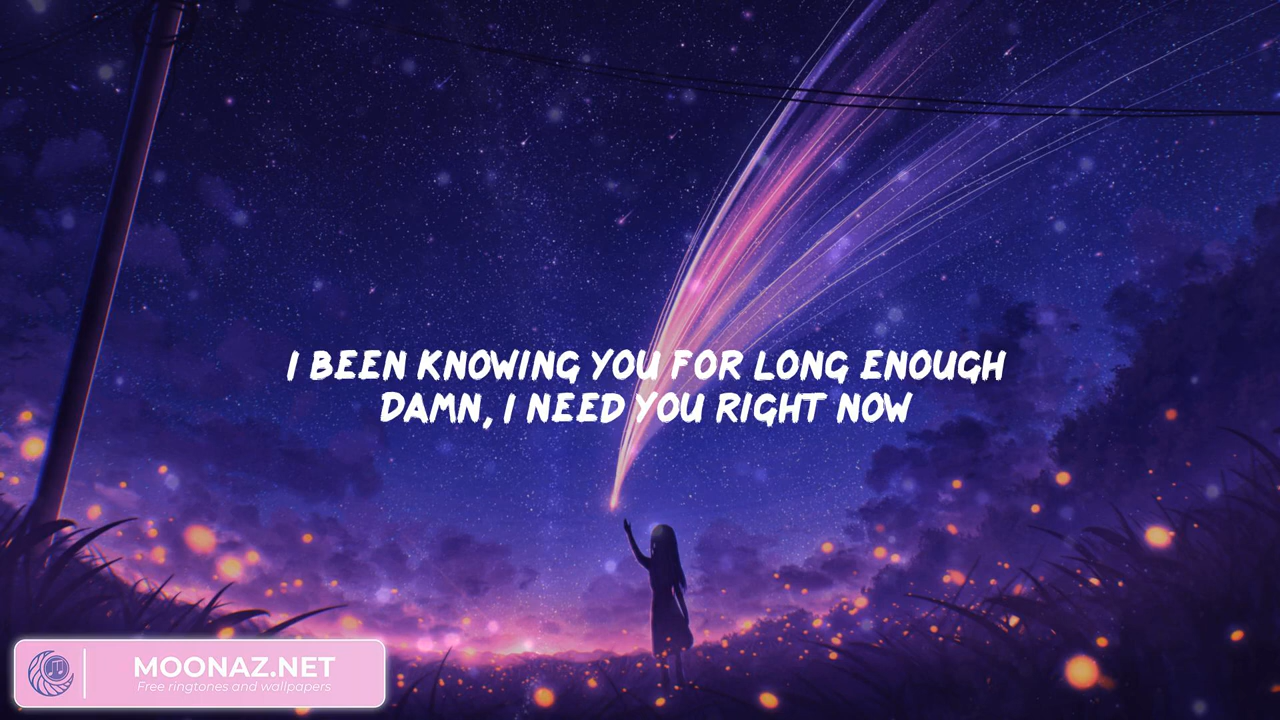 I BEEN KNOWING YOU FOR LONG ENOUGH
DAMN, I NEED YOU RIGHT NOW
MOONAZ.NET
Free ringtones and wallpapers